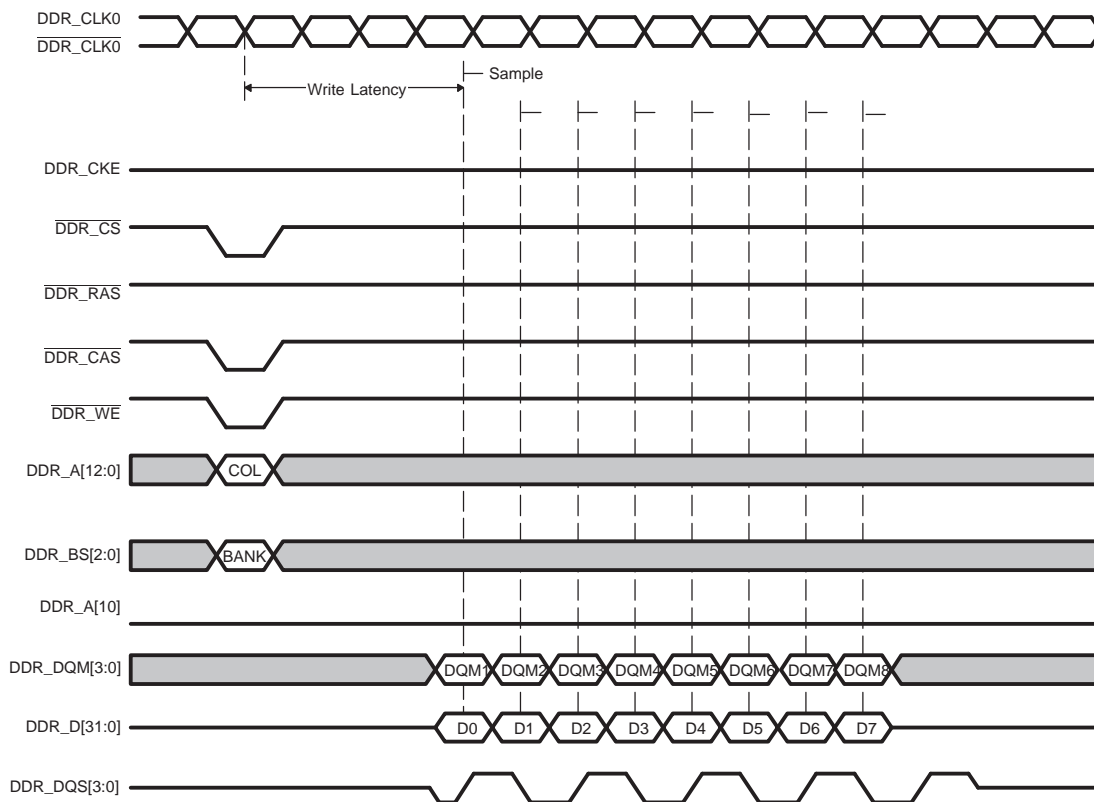 DDR_CLK0
DDR_CLK0
Sample
Write Latency
DDR_CKE
DDR_CS
DDR_RAS
DDR_CAS
DDR_WE
DDR_A[12:0]
COL
DDR_BS[2:0]
BANK
DDR_A[10]
DDR_DQM[3:0]
DQM1 DQM2 DQM3 DQM4 DQM5 DQM6 DQM7 DQM8
DDR_D[31:0]
D0 D1 D2 D3 D4 D5 D6 D7
DDR_DQS[3:0]